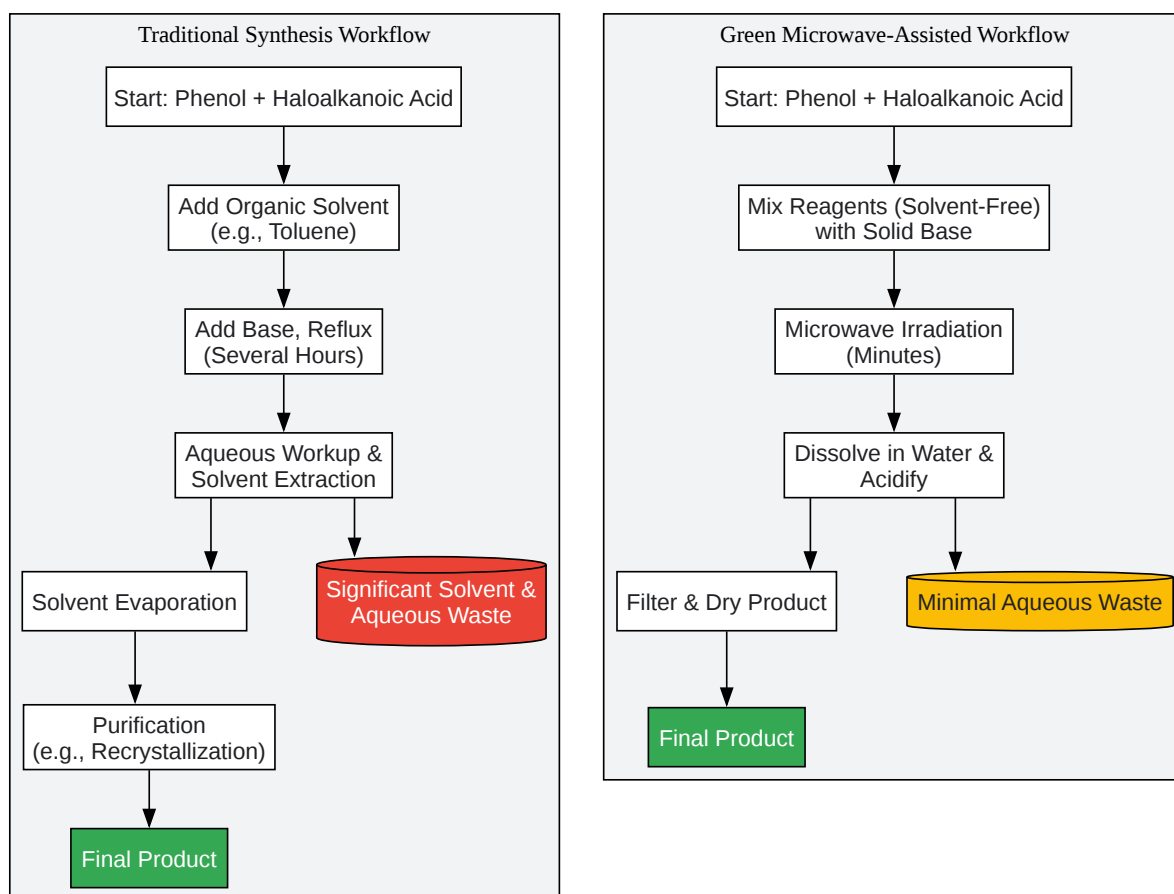 Traditional Synthesis Workflow
Start: Phenol + Haloalkanoic Acid
Add Organic Solvent
(e.g., Toluene)
Add Base, Reflux
(Several Hours)
Aqueous Workup &
Solvent Extraction
Solvent Evaporation
Significant Solvent &
Aqueous Waste
Purification
(e.g., Recrystallization)
Final Product
Green Microwave-Assisted Workflow
Start: Phenol + Haloalkanoic Acid
Mix Reagents (Solvent-Free)
with Solid Base
Microwave Irradiation
(Minutes)
Dissolve in Water &
Acidify
Filter & Dry Product
Minimal Aqueous Waste
Final Product